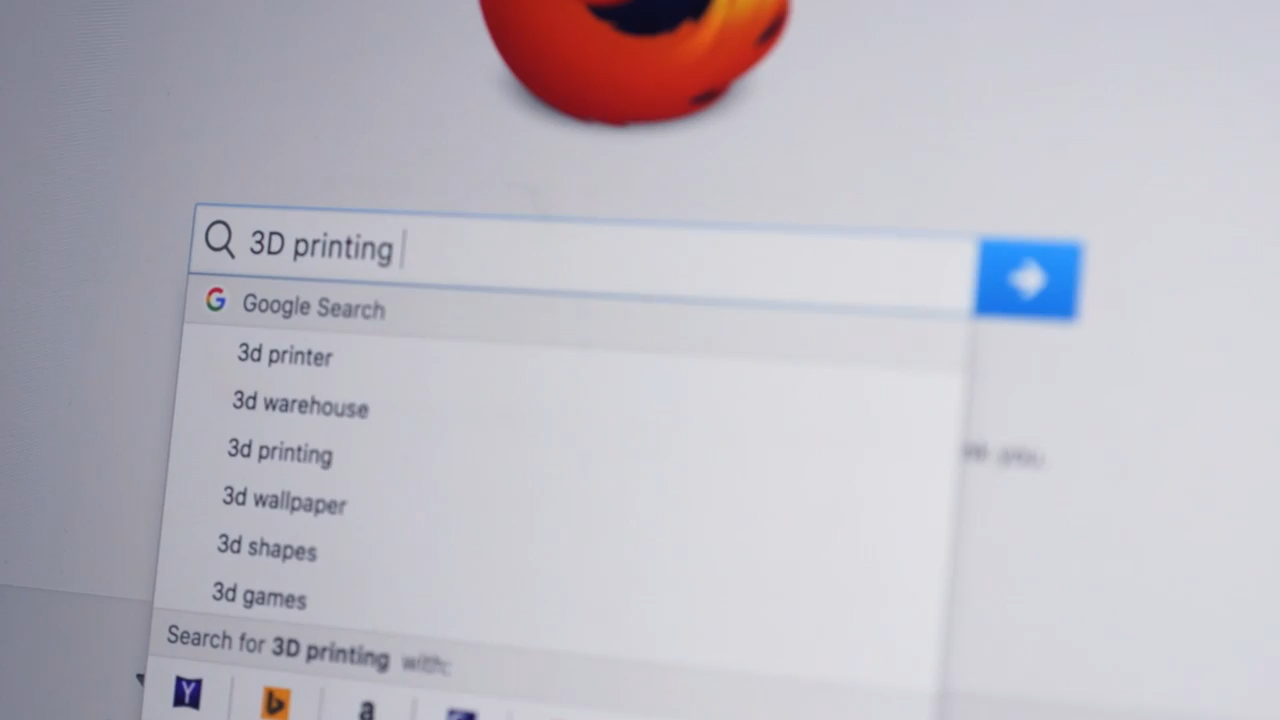 3D printing
Google Search
3d printer
3d warehouse
3d printing
3d wallpaper
3d shapes
3d games
Search for 3D printing with: